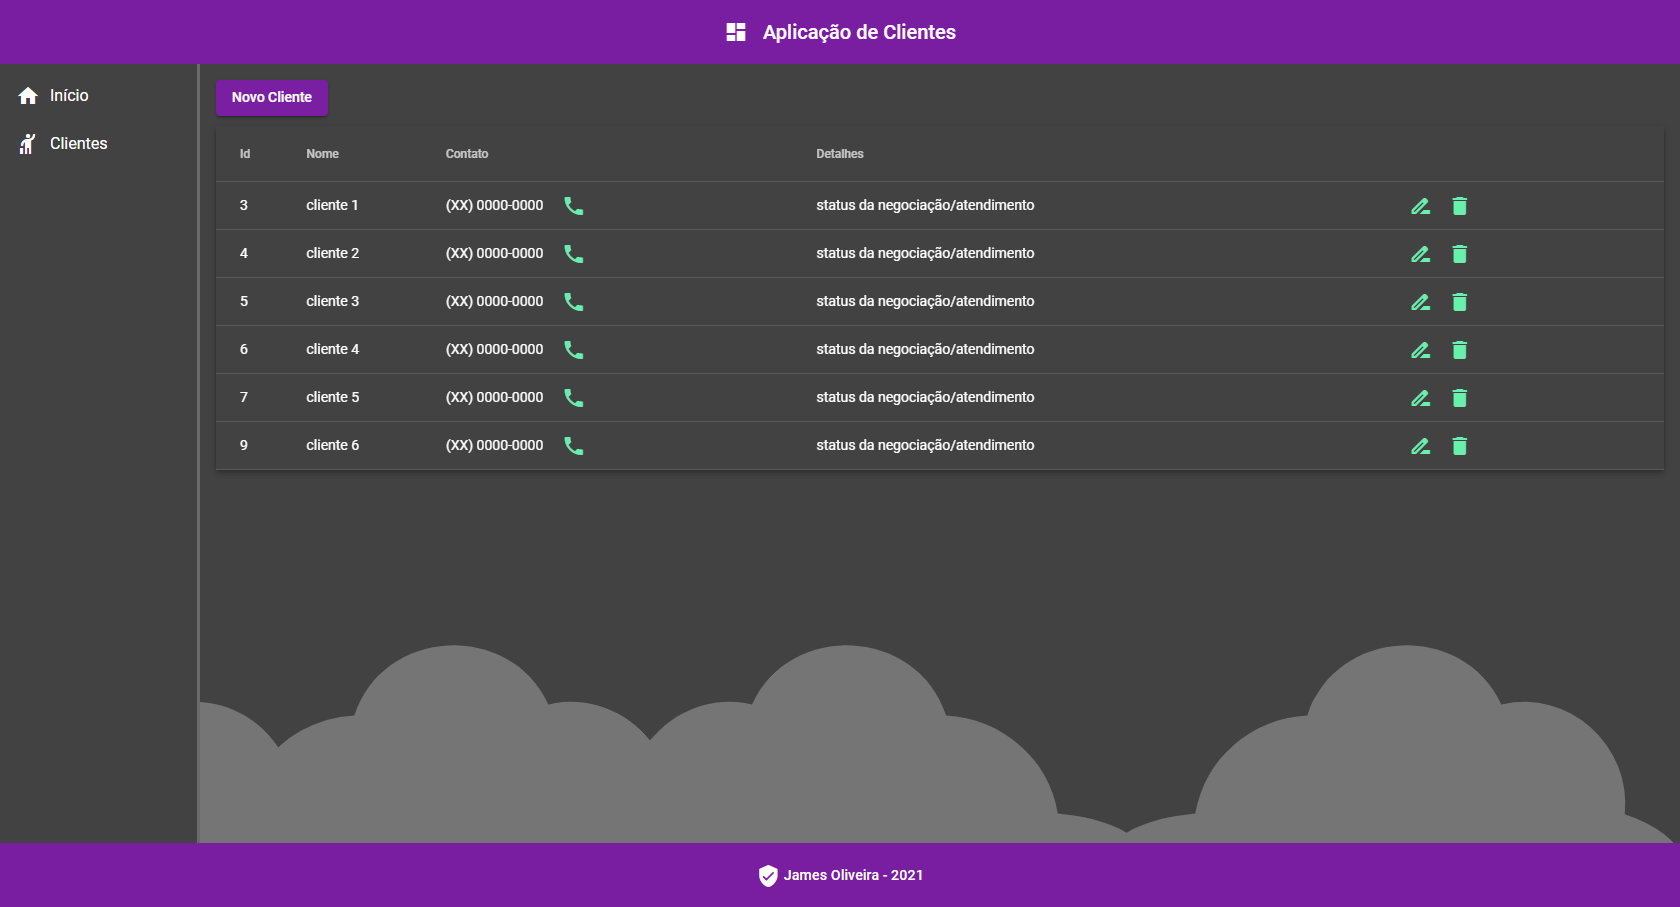 Aplicação de Clientes
Início
Clientes
Novo Cliente
Id Nome Contato Detalhes
3 cliente 1 (XX) 0000-0000 status da negociação/atendimento
4 cliente 2 (XX) 0000-0000 status da negociação/atendimento
5 cliente 3 (XX) 0000-0000 status da negociação/atendimento
6 cliente 4 (XX) 0000-0000 status da negociação/atendimento
7 cliente 5 (XX) 0000-0000 status da negociação/atendimento
9 cliente 6 (XX) 0000-0000 status da negociação/atendimento
James Oliveira - 2021